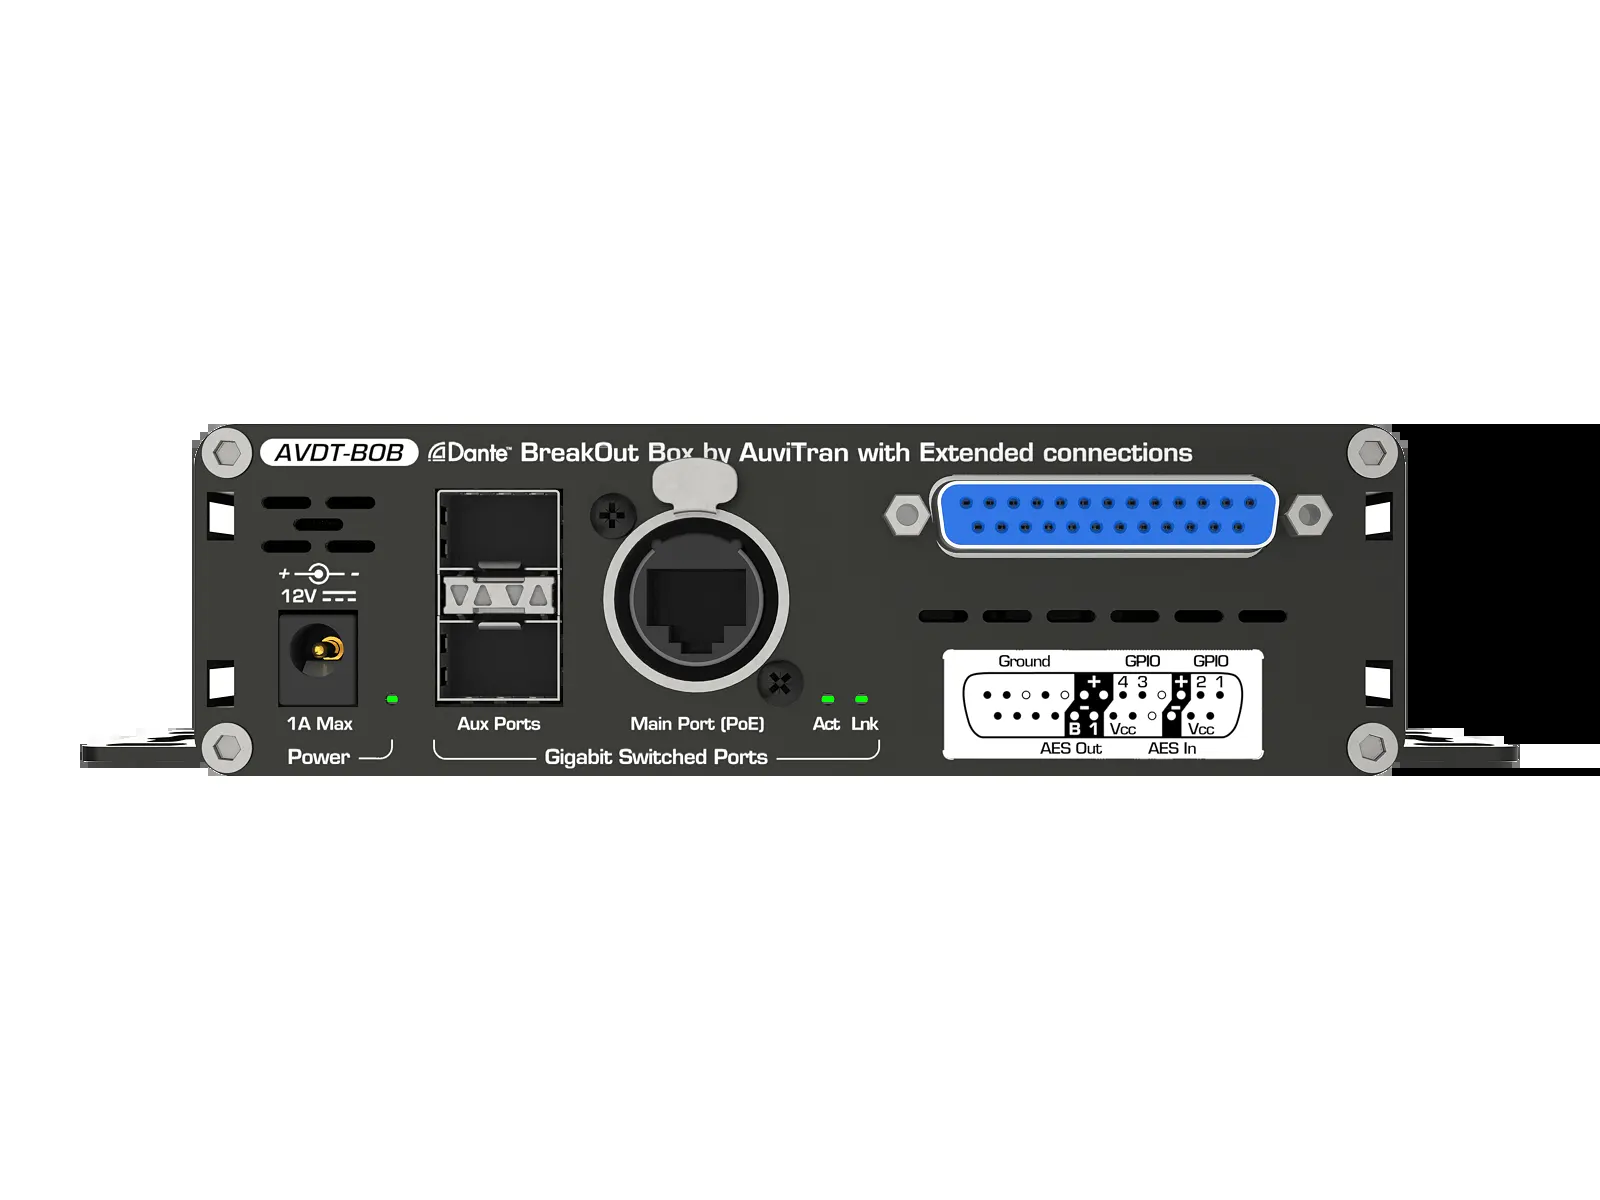 AVDT-BOB Dante™ BreakOut Box by AuviTran with Extended connections
+ -
12V
1A Max
Power
Aux Ports
Main Port (PoE)
Act Lnk
Gigabit Switched Ports
Ground GPIO GPIO
+ 4 3 + 2 1
- -
B 1 Vcc Vcc
AES Out AES In